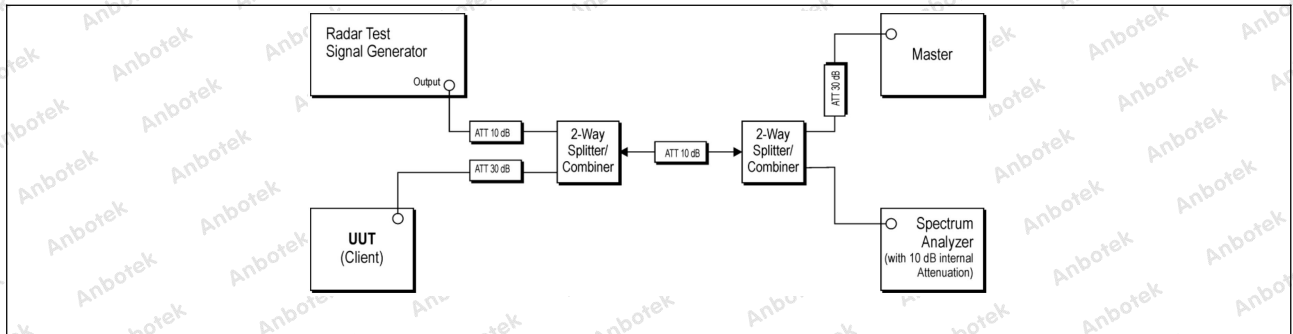 Radar Test
Signal Generator
Output
Master
ATT 30 dB
ATT 10 dB
2-Way
Splitter/
Combiner
ATT 10 dB
2-Way
Splitter/
Combiner
ATT 30 dB
UUT
(Client)
Spectrum
Analyzer
(with 10 dB internal
Attenuation)
Anbotek